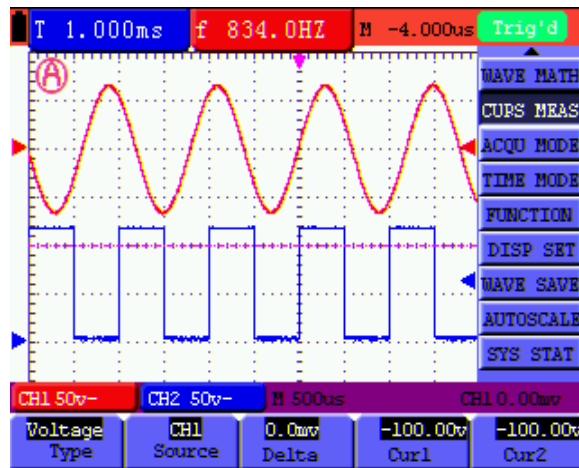 T 1.000ms
f 834.0HZ
M -4.000us
Trig'd
A
WAVE MATH
CURS MEAS
ACQU MODE
TIME MODE
FUNCTION
DISP SET
WAVE SAVE
AUTOSCALE
SYS STAT
CH1 50v~
CH2 50v~
M 500us
CH1 0.00mv
Voltage
Type
CH1
Source
0.0mv
Delta
-100.00v
Cur1
-100.00v
Cur2